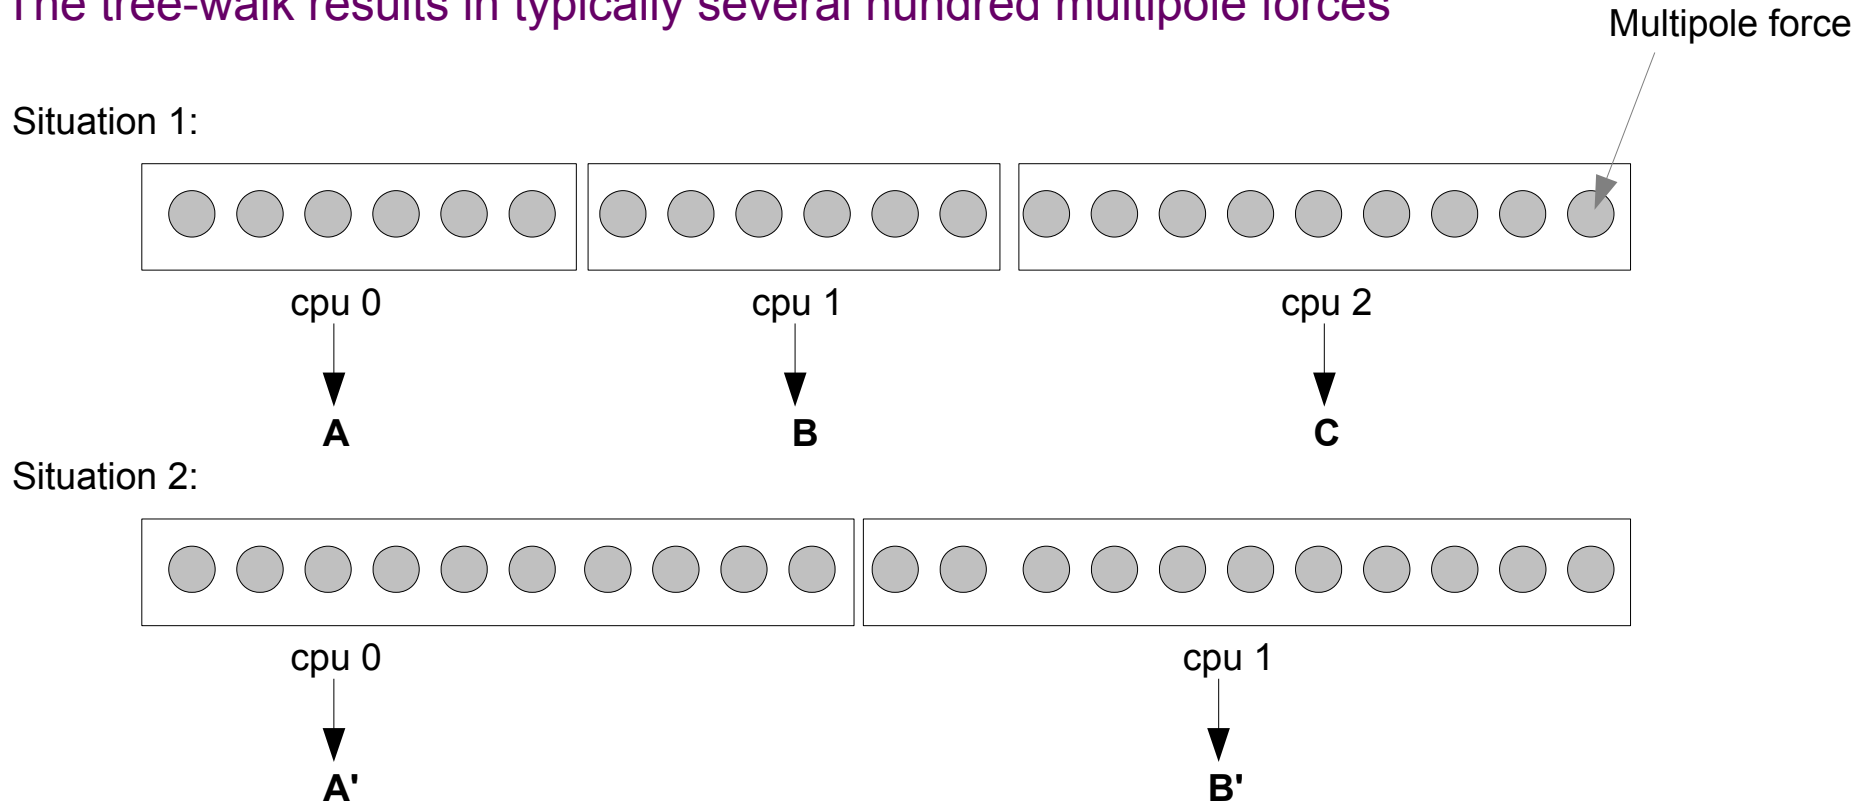 The tree-walk results in typically several hundred multipole forces
Multipole force
Situation 1:
cpu 0
cpu 1
cpu 2
A
B
C
Situation 2:
cpu 0
cpu 1
A'
B'